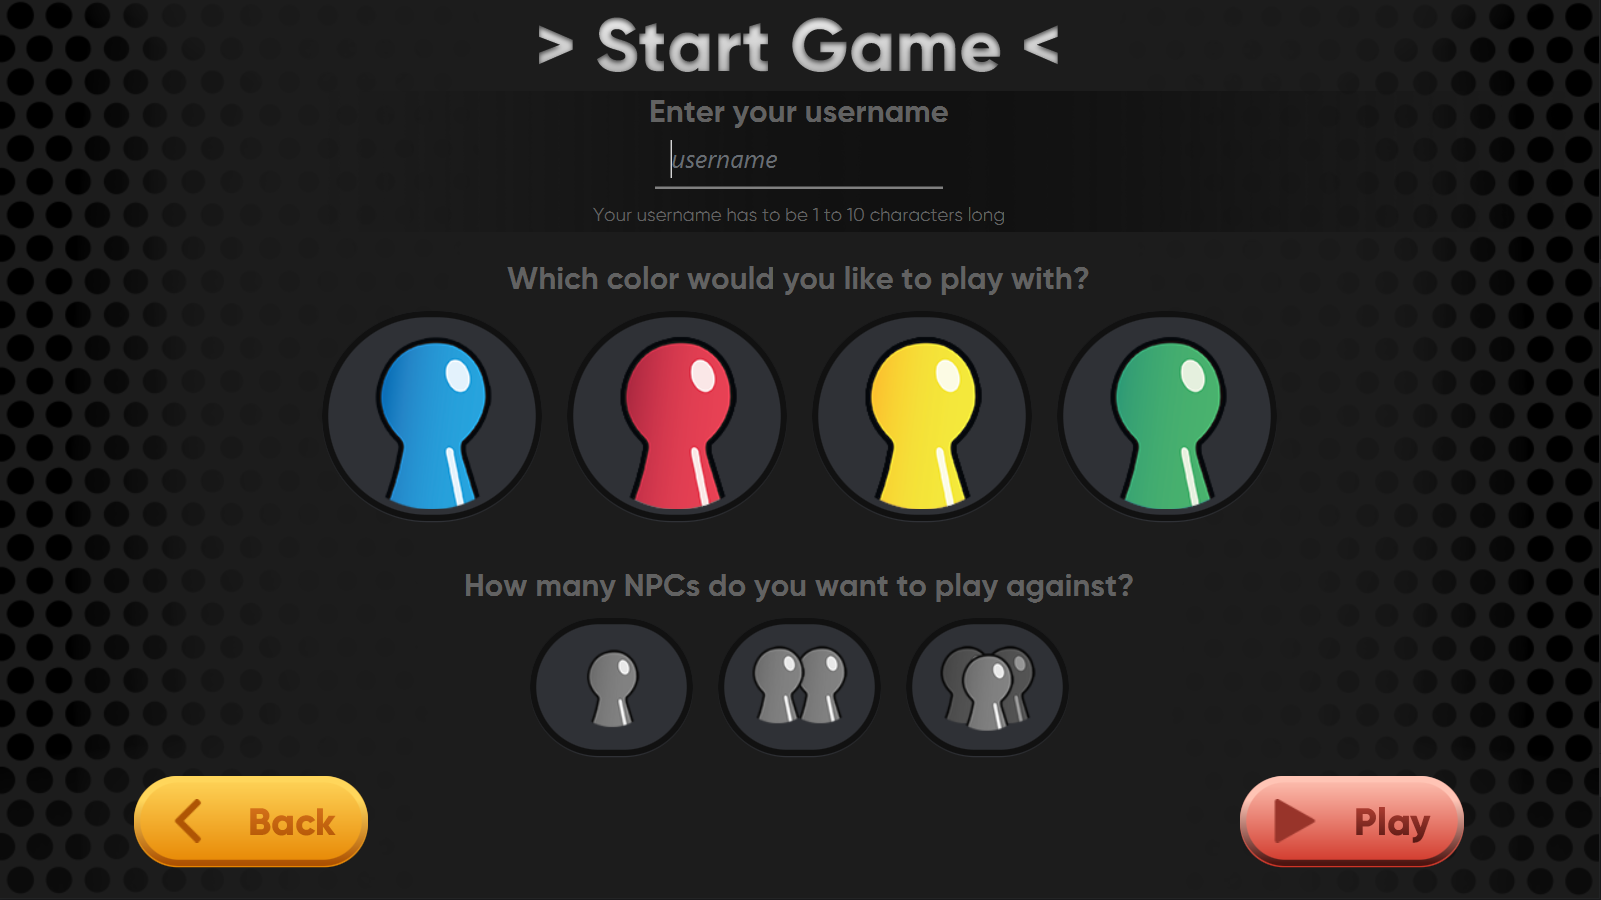 > Start Game <
Enter your username
username
Your username has to be 1 to 10 characters long
Which color would you like to play with?
How many NPCs do you want to play against?
Back
Play